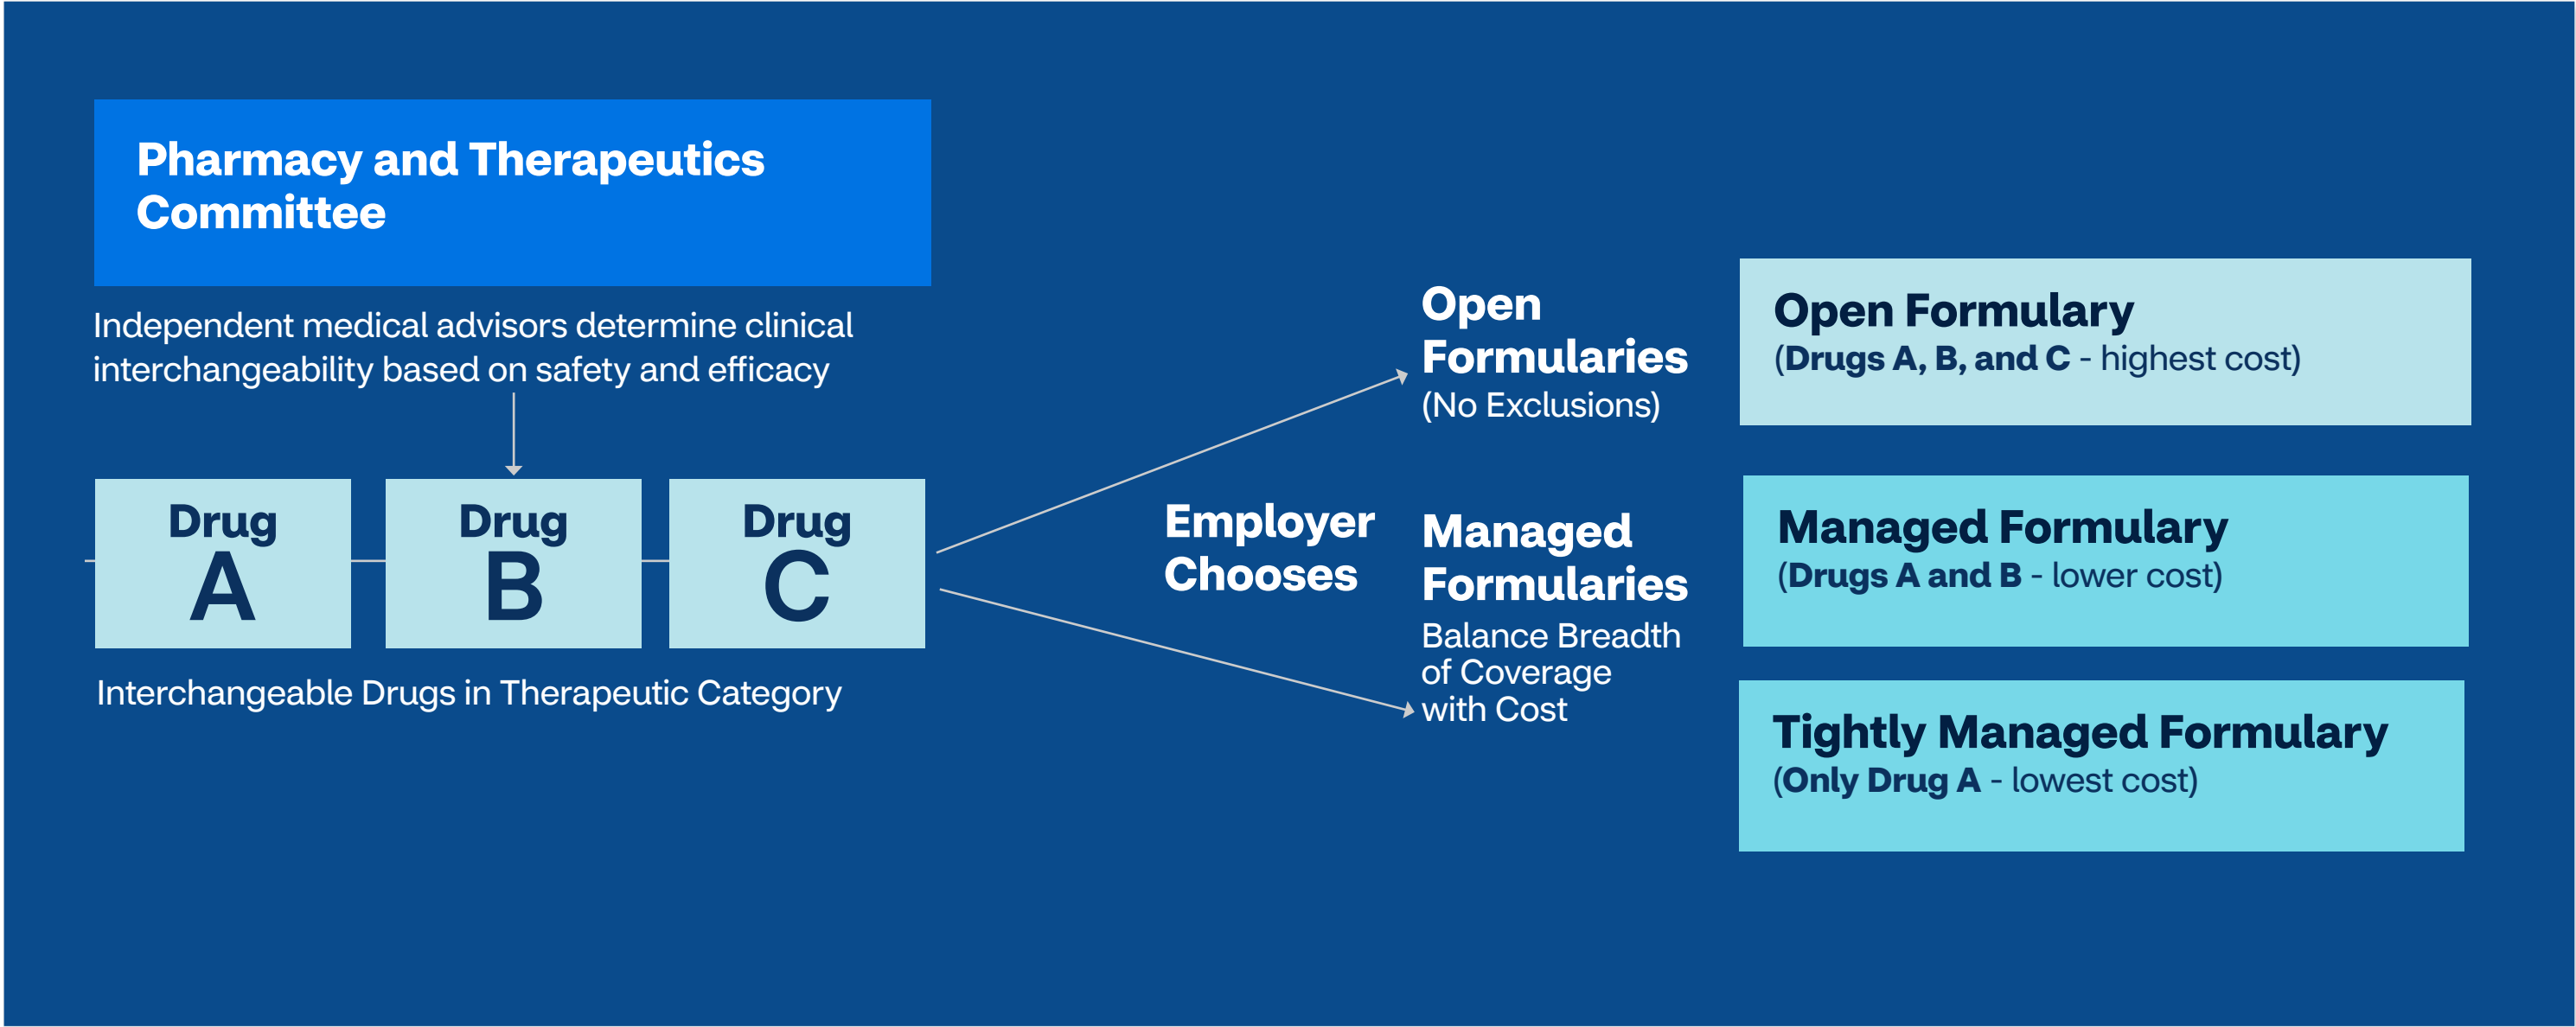 Pharmacy and Therapeutics
Committee
Independent medical advisors determine clinical
interchangeability based on safety and efficacy
Drug
A
Drug
B
Drug
C
Interchangeable Drugs in Therapeutic Category
Employer
Chooses
Open
Formularies
(No Exclusions)
Managed
Formularies
Balance Breadth
of Coverage
with Cost
Open Formulary
(Drugs A, B, and C - highest cost)
Managed Formulary
(Drugs A and B - lower cost)
Tightly Managed Formulary
(Only Drug A - lowest cost)